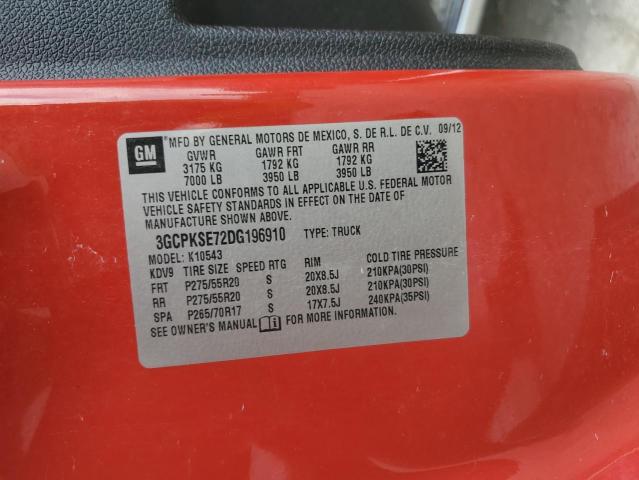 GM ® MFD BY GENERAL MOTORS DE MEXICO, S. DE R.L. DE C.V. 09/12
GVWR GAWR FRT GAWR RR
3175 KG 1792 KG 1792 KG
7000 LB 3950 LB 3950 LB
THIS VEHICLE CONFORMS TO ALL APPLICABLE U.S. FEDERAL MOTOR
VEHICLE SAFETY STANDARDS IN EFFECT ON THE DATE OF
MANUFACTURE SHOWN ABOVE.
3GCPKSE72DG196910 TYPE: TRUCK
MODEL: K10543
KDV9 TIRE SIZE SPEED RTG RIM COLD TIRE PRESSURE
FRT P275/55R20 S 20X8.5J 210KPA(30PSI)
RR P275/55R20 S 20X8.5J 210KPA(30PSI)
SPA P265/70R17 S 17X7.5J 240KPA(35PSI)
SEE OWNER'S MANUAL FOR MORE INFORMATION.